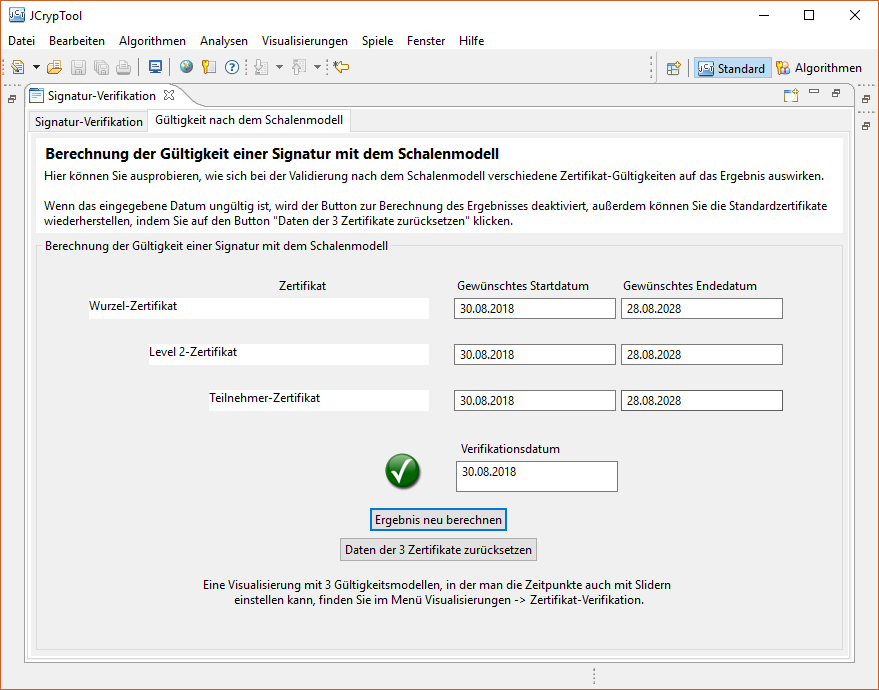 JCrypTool
Datei Bearbeiten Algorithmen Analysen Visualisierungen Spiele Fenster Hilfe
JCT Standard Algorithmen
Signatur-Verifikation
Signatur-Verifikation Gültigkeit nach dem Schalenmodell
Berechnung der Gültigkeit einer Signatur mit dem Schalenmodell
Hier können Sie ausprobieren, wie sich bei der Validierung nach dem Schalenmodell verschiedene Zertifikat-Gültigkeiten auf das Ergebnis auswirken.
Wenn das eingegebene Datum ungültig ist, wird der Button zur Berechnung des Ergebnisses deaktiviert, außerdem können Sie die Standardzertifikate
wiederherstellen, indem Sie auf den Button "Daten der 3 Zertifikate zurücksetzen" klicken.
Berechnung der Gültigkeit einer Signatur mit dem Schalenmodell
Zertifikat Gewünschtes Startdatum Gewünschtes Endedatum
Wurzel-Zertifikat 30.08.2018 28.08.2028
Level 2-Zertifikat 30.08.2018 28.08.2028
Teilnehmer-Zertifikat 30.08.2018 28.08.2028
Verifikationsdatum
30.08.2018
Ergebnis neu berechnen
Daten der 3 Zertifikate zurücksetzen
Eine Visualisierung mit 3 Gültigkeitsmodellen, in der man die Zeitpunkte auch mit Slidern
einstellen kann, finden Sie im Menü Visualisierungen -> Zertifikat-Verifikation.